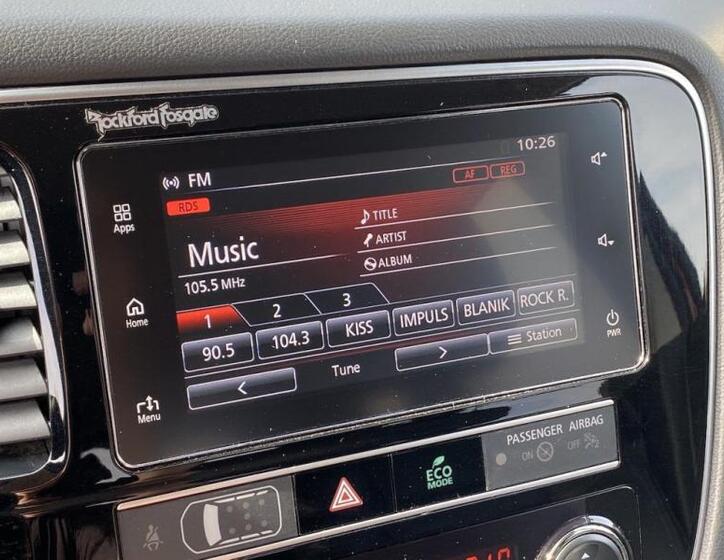 Rockford Fosgate
10:26
FM
AF REG
RDS
TITLE
Music
ARTIST
ALBUM
105.5 MHz
1 2 3
90.5 104.3 KISS IMPULS BLANIK ROCK R.
< Tune > Station
Apps
Home
Menu
PWR
PASSENGER AIRBAG
ON OFF
ECO
MODE